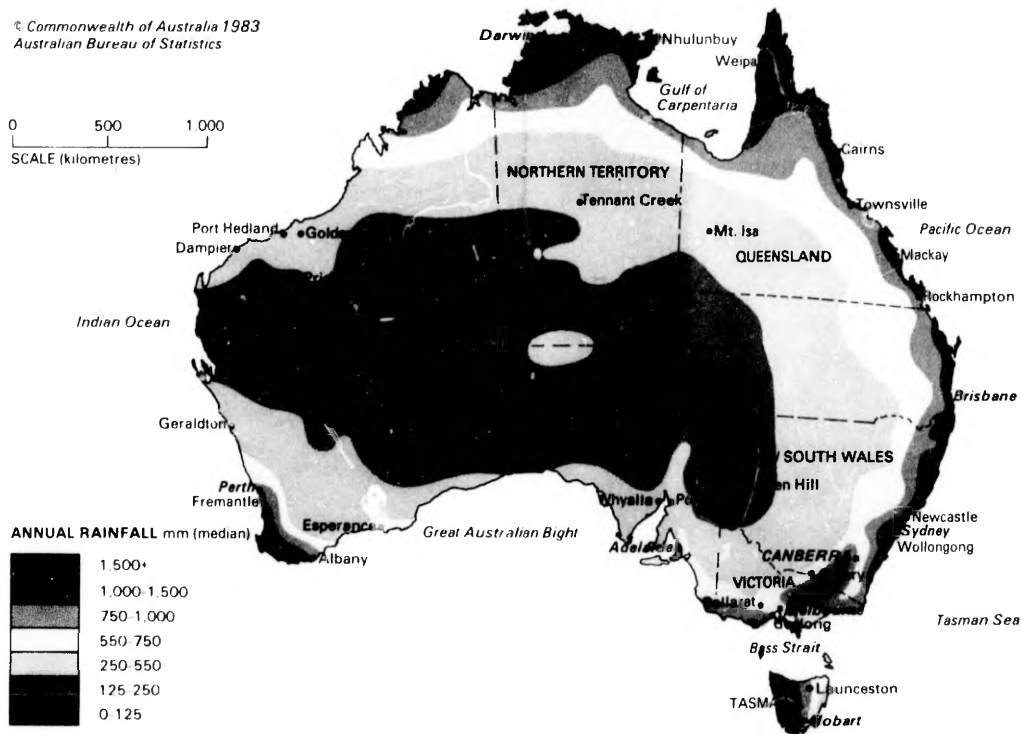 © Commonwealth of Australia 1983
Australian Bureau of Statistics
0 500 1.000
SCALE (kilometres)
Nhulunbuy
Weipa
Gulf of
Carpentaria
Cairns
NORTHERN TERRITORY
Tennant Creek
Townsville
Port Hedland
Dampier
Mt. Isa
Pacific Ocean
QUEENSLAND
Mackay
Rockhampton
Indian Ocean
Brisbane
Geraldton
SOUTH WALES
Perth
Fremantle
Whyalla
Newcastle
Sydney
Wollongong
Esperance
Great Australian Bight
Adelaide
Albany
CANBERRA
VICTORIA
Tasman Sea
Bass Strait
Launceston
Hobart
ANNUAL RAINFALL mm (median)
1.500+
1.000-1.500
750-1,000
550-750
250-550
125-250
0-125